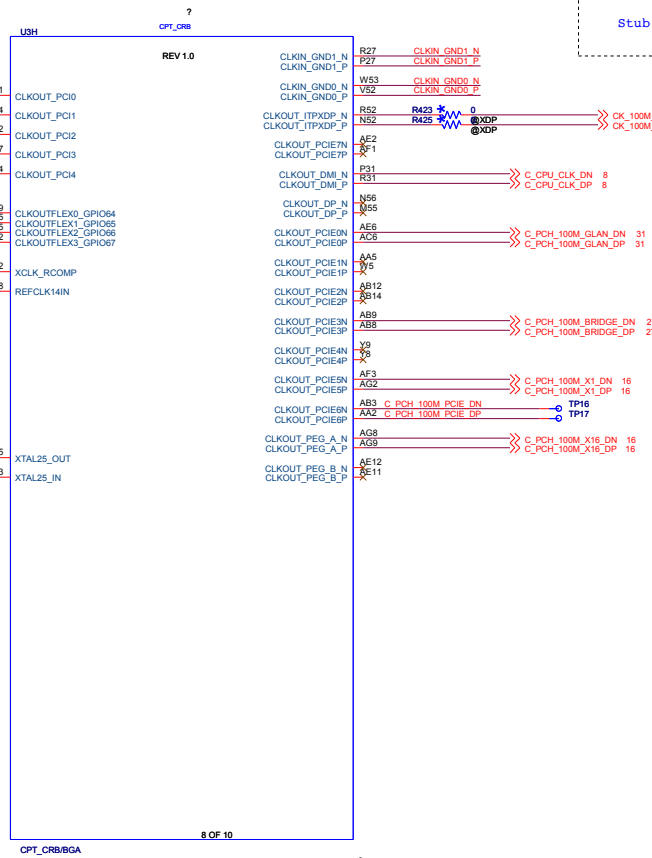 ?
CPT_CRB
Stub
U3H
REV 1.0
CLKIN_GND1_N R27 CLKIN_GND1_N
CLKIN_GND1_P P27 CLKIN_GND1_P
CLKIN_GND0_N W53 CLKIN_GND0_N
CLKOUT_PCI0 CLKIN_GND0_P V52 CLKIN_GND0_P
CLKOUT_PCI1 CLKOUT_ITPXDP_N R52 R423 * 0 CK_100M_
CLKOUT_ITPXDP_P N52 R425 * 0 @XDP CK_100M_
@XDP
CLKOUT_PCI2
CLKOUT_PCIE7N AE2
CLKOUT_PCI3 CLKOUT_PCIE7P AF1
CLKOUT_PCI4 CLKOUT_DMI_N P31 C_CPU_CLK_DN 8
CLKOUT_DMI_P R31 C_CPU_CLK_DP 8
CLKOUT_DP_N N56
CLKOUTFLEX0_GPIO64 CLKOUT_DP_P M55
CLKOUTFLEX1_GPIO65
CLKOUTFLEX2_GPIO66 CLKOUT_PCIE0N AE6 C_PCH_100M_GLAN_DN 31
CLKOUTFLEX3_GPIO67 CLKOUT_PCIE0P AC6 C_PCH_100M_GLAN_DP 31
CLKOUT_PCIE1N AA5
XCLK_RCOMP CLKOUT_PCIE1P W5
REFCLK14IN CLKOUT_PCIE2N AB12
CLKOUT_PCIE2P AB14
CLKOUT_PCIE3N AB9 C_PCH_100M_BRIDGE_DN 2
CLKOUT_PCIE3P AB8 C_PCH_100M_BRIDGE_DP 2
CLKOUT_PCIE4N Y9
CLKOUT_PCIE4P Y8
CLKOUT_PCIE5N AF3 C_PCH_100M_X1_DN 16
CLKOUT_PCIE5P AG2 C_PCH_100M_X1_DP 16
CLKOUT_PCIE6N AB3 C_PCH_100M_PCIE_DN TP16
CLKOUT_PCIE6P AA2 C_PCH_100M_PCIE_DP TP17
CLKOUT_PEG_A_N AG8 C_PCH_100M_X16_DN 16
CLKOUT_PEG_A_P AG9 C_PCH_100M_X16_DP 16
XTAL25_OUT
CLKOUT_PEG_B_N AE12
XTAL25_IN CLKOUT_PEG_B_P AE11
8 OF 10
CPT_CRB/BGA